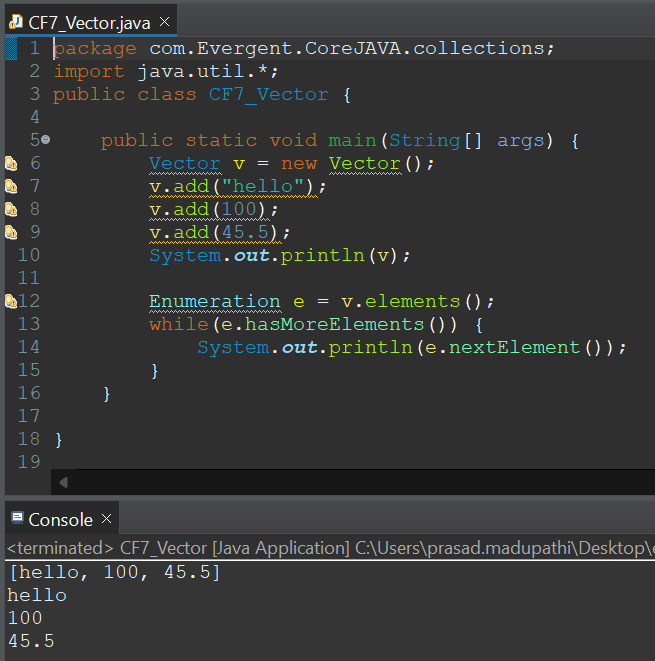 CF7_Vector.java ×
1 package com.Evergent.CoreJAVA.collections;
2 import java.util.*;
3 public class CF7_Vector {
4
5 public static void main(String[] args) {
6 Vector v = new Vector();
7 v.add("hello");
8 v.add(100);
9 v.add(45.5);
10 System.out.println(v);
11
12 Enumeration e = v.elements();
13 while(e.hasMoreElements()) {
14 System.out.println(e.nextElement());
15 }
16 }
17
18 }
19
Console ×
<terminated> CF7_Vector [Java Application] C:\Users\prasad.madupathi\Desktop\
[hello, 100, 45.5]
hello
100
45.5